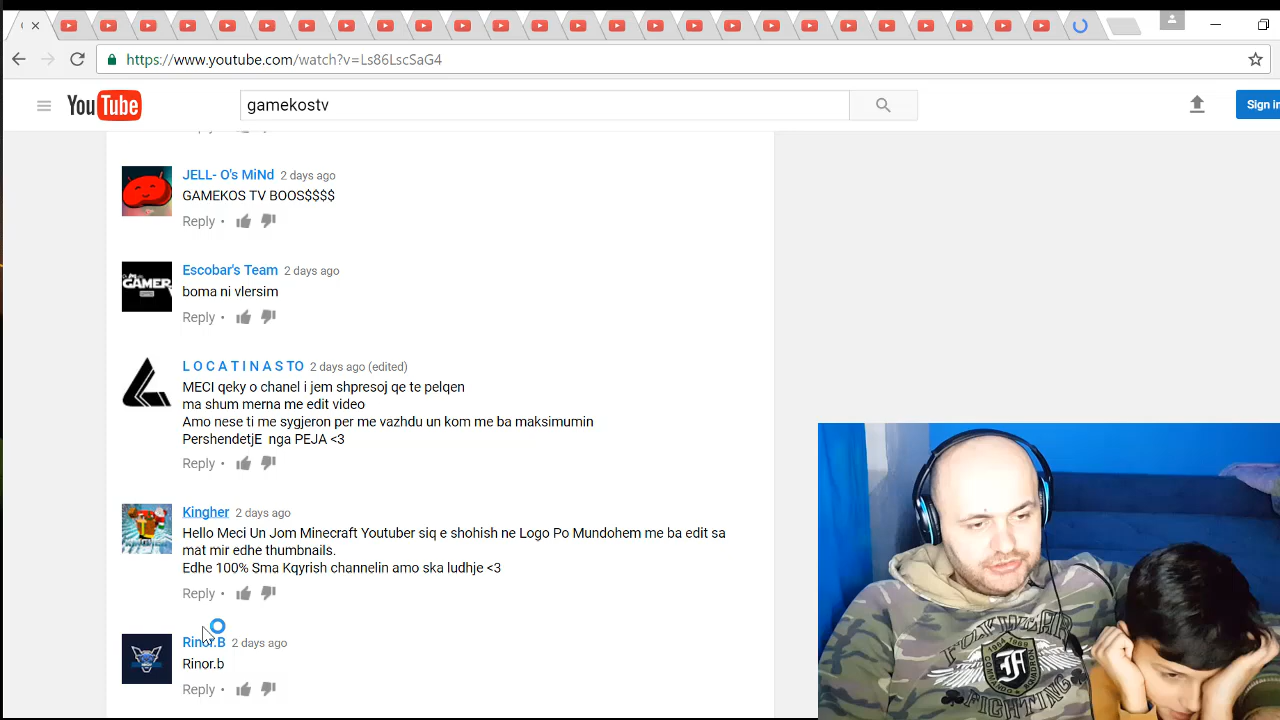 https://www.youtube.com/watch?v=Ls86LscSaG4
YouTube
gamekostv
Sign in
JELL- O's MiNd 2 days ago
GAMEKOS TV BOOS$$$$
Reply
GAMER
Escobar's Team 2 days ago
boma ni vlersim
Reply
L O C A T I N A S TO 2 days ago (edited)
MECI qeky o chanel i jem shpresoj qe te pelqen
ma shum merna me edit video
Amo nese ti me sygjeron per me vazhdu un kom me ba maksimumin
PershendetjE nga PEJA <3
Reply
Kingher 2 days ago
Hello Meci Un Jom Minecraft Youtuber siq e shohish ne Logo Po Mundohem me ba edit sa
mat mir edhe thumbnails.
Edhe 100% Sma Kqyrish channelin amo ska ludhje <3
Reply
Rinor.B 2 days ago
Rinor.b
Reply
FIGHTING